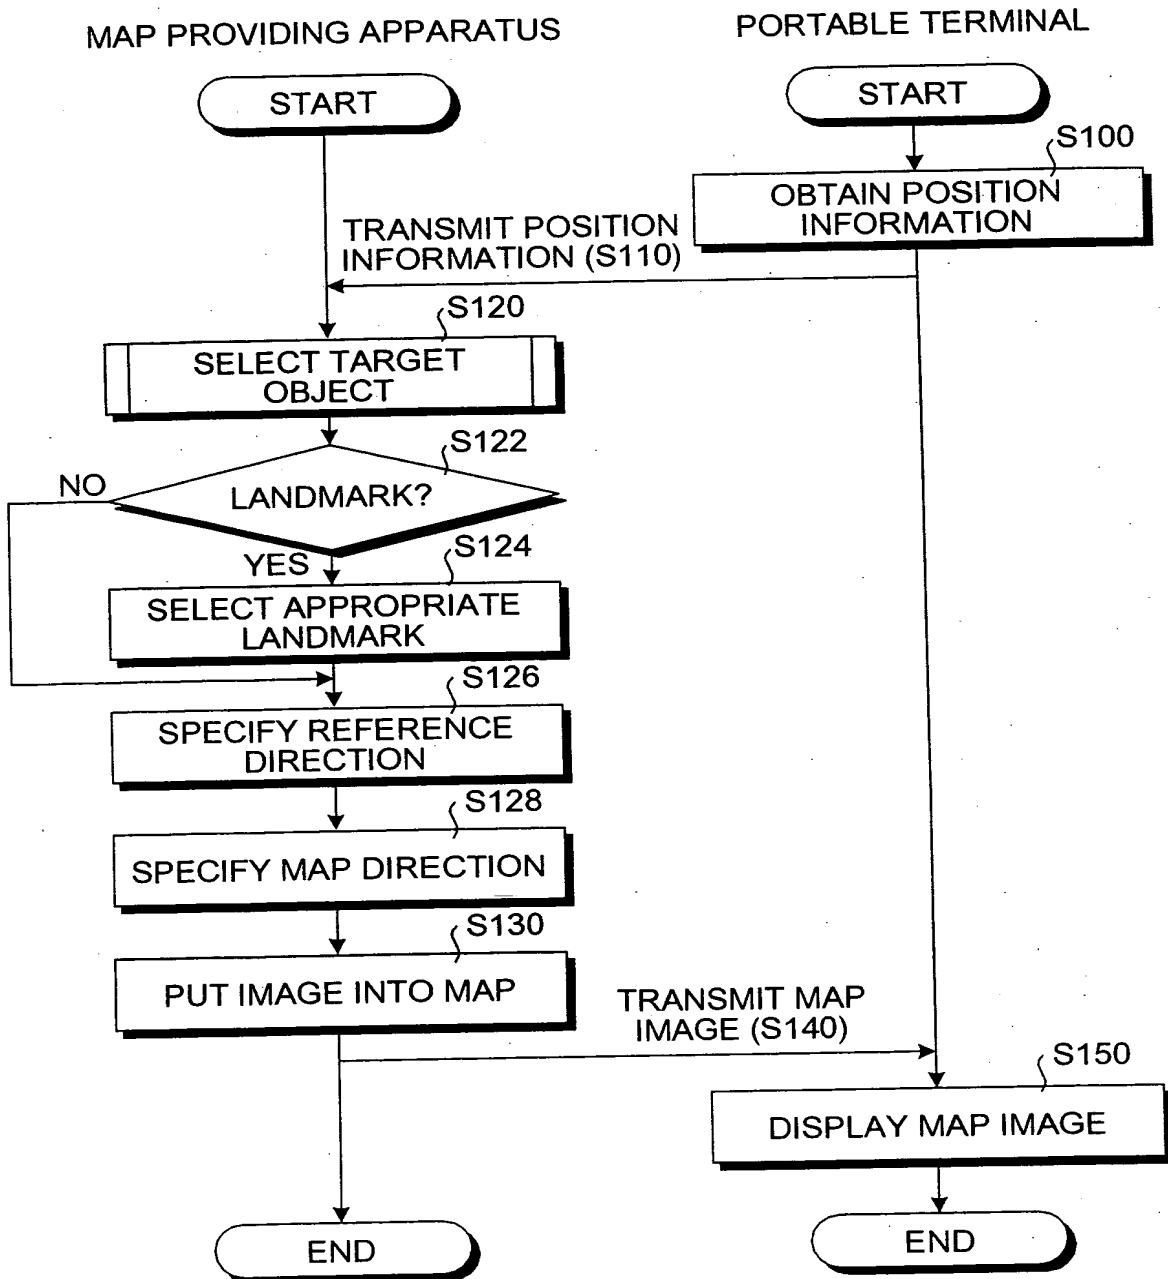 MAP PROVIDING APPARATUS
PORTABLE TERMINAL
START
START
S100
OBTAIN POSITION
INFORMATION
TRANSMIT POSITION
INFORMATION (S110)
S120
SELECT TARGET
OBJECT
S122
NO
LANDMARK?
YES
S124
SELECT APPROPRIATE
LANDMARK
S126
SPECIFY REFERENCE
DIRECTION
S128
SPECIFY MAP DIRECTION
S130
PUT IMAGE INTO MAP
TRANSMIT MAP
IMAGE (S140)
S150
DISPLAY MAP IMAGE
END
END